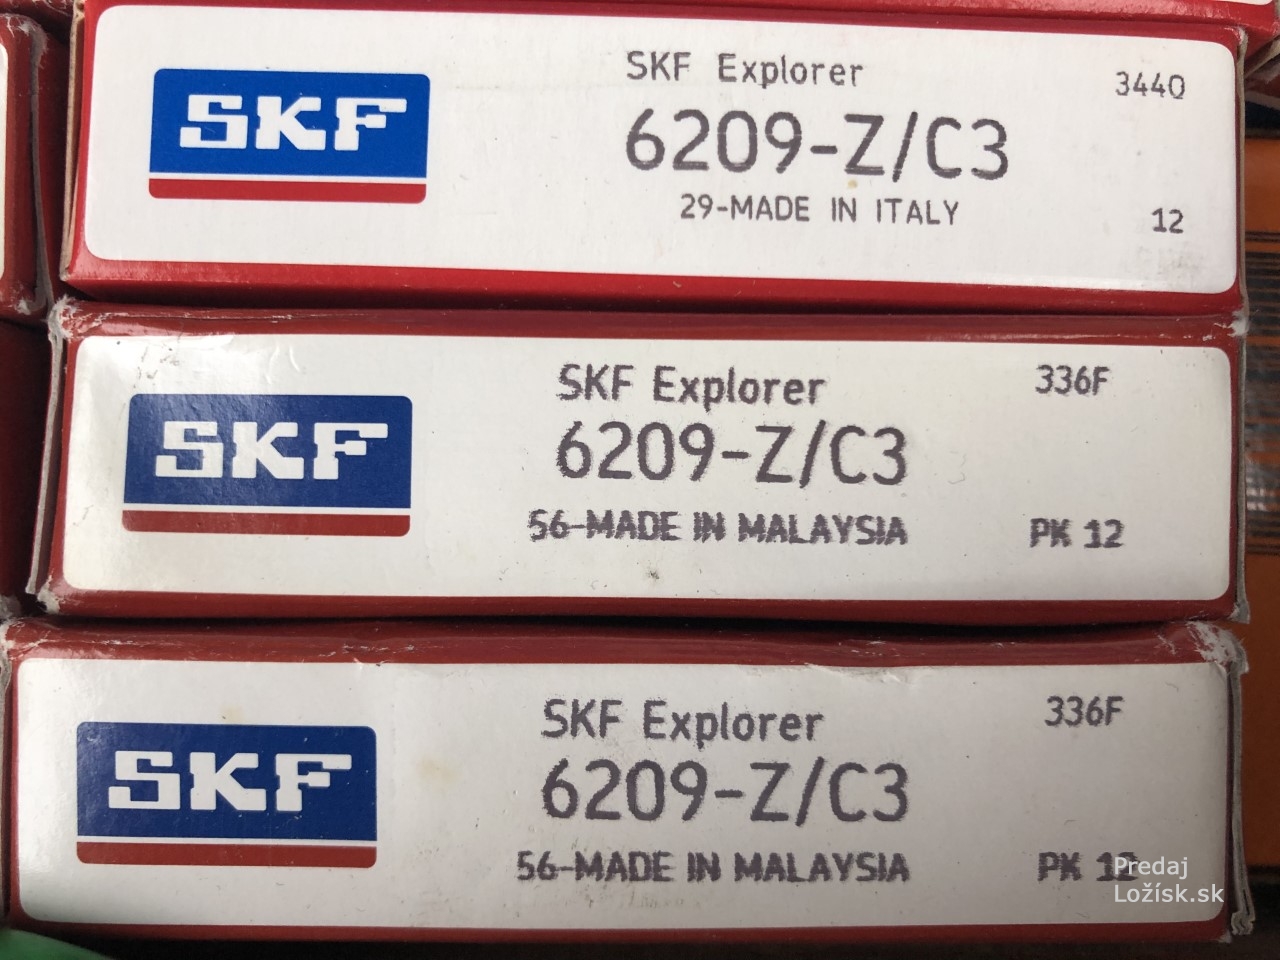 SKF
SKF Explorer
3440
6209-Z/C3
29-MADE IN ITALY
12
SKF
SKF Explorer
336F
6209-Z/C3
56-MADE IN MALAYSIA
PK 12
SKF
SKF Explorer
336F
6209-Z/C3
56-MADE IN MALAYSIA
PK 12
Predaj
Ložísk.sk